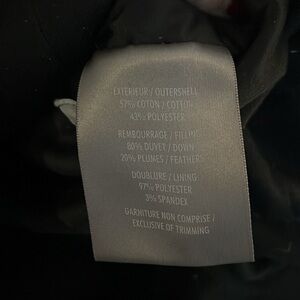 EXTÉRIEUR / OUTERSHELL
57% COTON / COTTON
43% POLYESTER
REMBOURRAGE / FILLING
80% DUVET / DOWN
20% PLUMES / FEATHERS
DOUBLURE / LINING
97% POLYESTER
3% SPANDEX
GARNITURE NON COMPRISE /
EXCLUSIVE OF TRIMMING